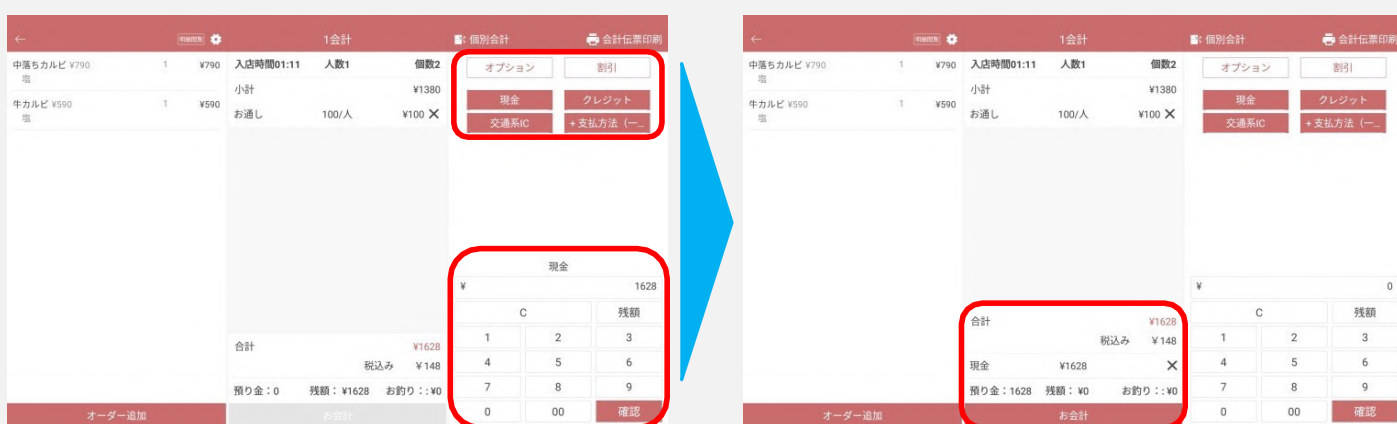 ← 明細閲覧 1会計 個別会計 会計伝票印刷
中落ちカルビ ¥790 1 ¥790
塩
牛カルビ ¥590 1 ¥590
塩
入店時間01:11 人数1 個数2
小計 ¥1380
お通し 100/人 ¥100 ✕
オプション 割引
現金 クレジット
交通系IC +支払方法(一...
現金
¥ 1628
C 残額
1 2 3
4 5 6
7 8 9
0 00 確認
合計 ¥1628
税込み ¥148
預り金:0 残額:¥1628 お釣り::¥0
オーダー追加 お会計
← 1会計 個別会計 会計伝票印刷
中落ちカルビ ¥790 1 ¥790
塩
牛カルビ ¥590 1 ¥590
塩
入店時間01:11 人数1 個数2
小計 ¥1380
お通し 100/人 ¥100 ✕
オプション 割引
現金 クレジット
交通系IC +支払方法(一...
¥ 0
C 残額
1 2 3
4 5 6
7 8 9
0 00 確認
合計 ¥1628
税込み ¥148
現金 ¥1628 ✕
預り金:1628 残額:¥0 お釣り::¥0
オーダー追加 お会計